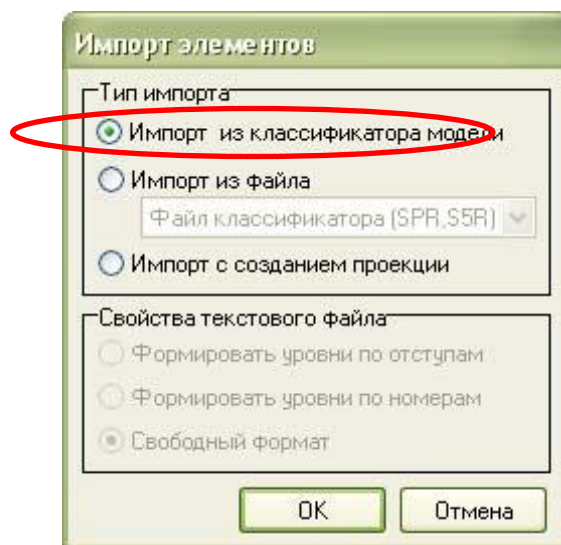 Импорт элементов
Тип импорта
Импорт из классификатора модели
Импорт из файла
Файл классификатора (SPR,S5R)
Импорт с созданием проекции
Свойства текстового файла
Формировать уровни по отступам
Формировать уровни по номерам
Свободный формат
OK
Отмена